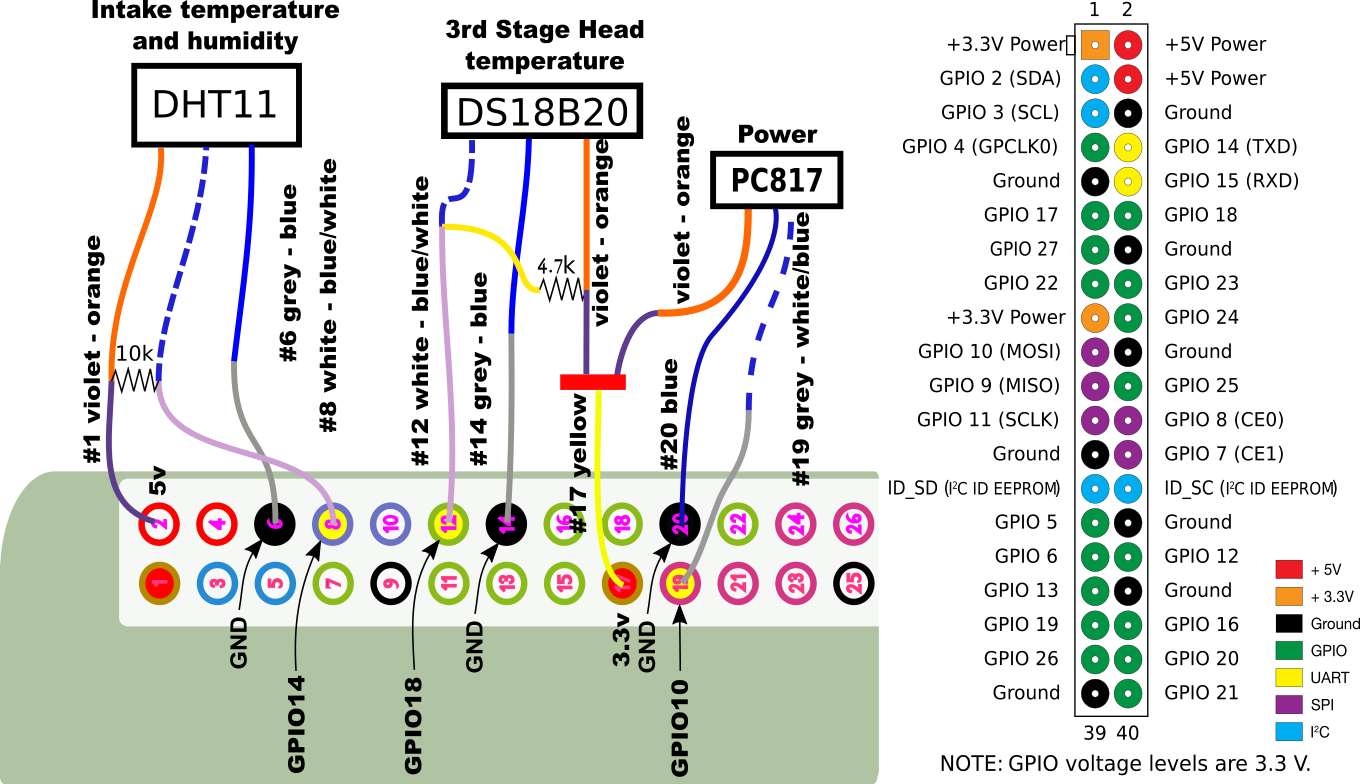 Intake temperature
and humidity
DHT11
3rd Stage Head
temperature
DS18B20
Power
PC817
#1 violet - orange
10k
#6 grey - blue
#8 white - blue/white
#12 white - blue/white
#14 grey - blue
4.7k
violet - orange
violet - orange
#17 yellow
#20 blue
#19 grey - white/blue
5v
2
4
6
8
10
12
14
16
18
20
22
24
26
1
3
5
7
9
11
13
15
17
19
21
23
25
GND
GPIO14
GPIO18
GND
3.3v
GND
GPIO10
1 2
+3.3V Power +5V Power
GPIO 2 (SDA) +5V Power
GPIO 3 (SCL) Ground
GPIO 4 (GPCLK0) GPIO 14 (TXD)
Ground GPIO 15 (RXD)
GPIO 17 GPIO 18
GPIO 27 Ground
GPIO 22 GPIO 23
+3.3V Power GPIO 24
GPIO 10 (MOSI) Ground
GPIO 9 (MISO) GPIO 25
GPIO 11 (SCLK) GPIO 8 (CE0)
Ground GPIO 7 (CE1)
ID_SD (I²C ID EEPROM) ID_SC (I²C ID EEPROM)
GPIO 5 Ground
GPIO 6 GPIO 12
GPIO 13 Ground
GPIO 19 GPIO 16
GPIO 26 GPIO 20
Ground GPIO 21
39 40
+ 5V
+ 3.3V
Ground
GPIO
UART
SPI
I²C
NOTE: GPIO voltage levels are 3.3 V.